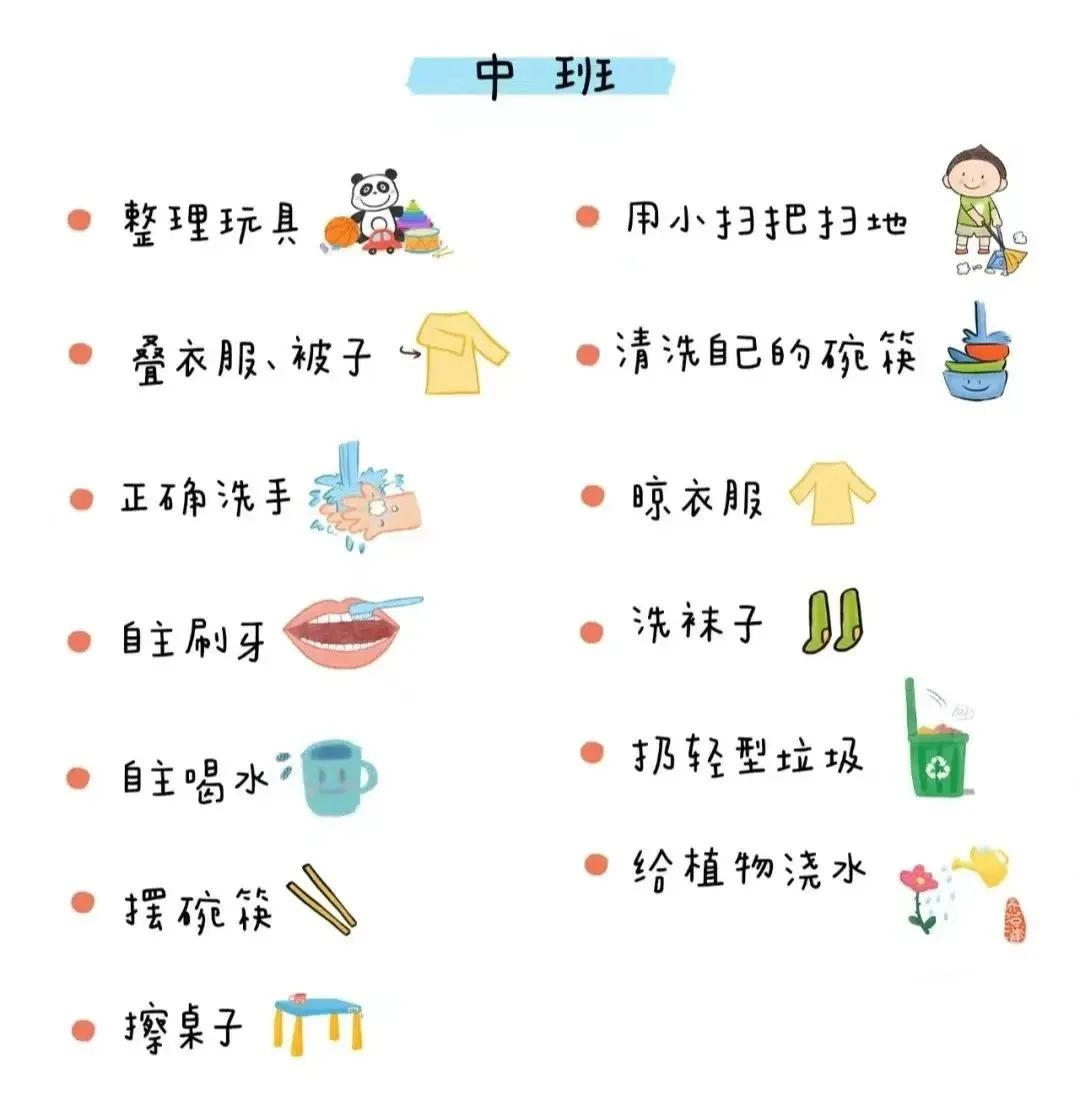 中 班
整理玩具
叠衣服、被子
正确洗手
自主刷牙
自主喝水
摆碗筷
擦桌子
用小扫把扫地
清洗自己的碗筷
晾衣服
洗袜子
扔轻型垃圾
给植物浇水